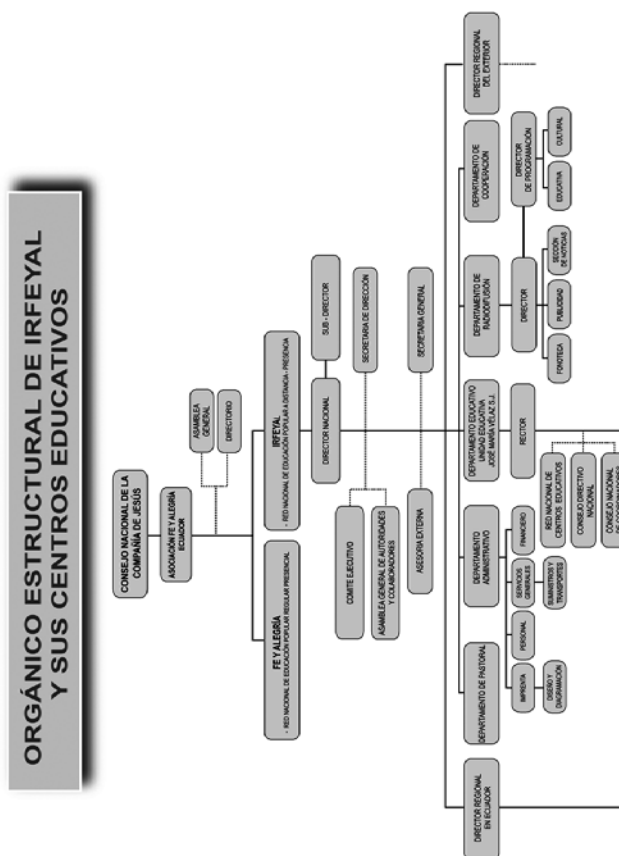 ORGÁNICO ESTRUCTURAL DE IRFEYAL
Y SUS CENTROS EDUCATIVOS
CONSEJO NACIONAL DE LA
COMPAÑÍA DE JESÚS
ASOCIACIÓN FE Y ALEGRÍA
ECUADOR
ASAMBLEA
GENERAL
DIRECTORIO
FE Y ALEGRÍA
- RED NACIONAL DE EDUCACIÓN POPULAR REGULAR PRESENCIAL
IRFEYAL
- RED NACIONAL DE EDUCACIÓN POPULAR A DISTANCIA - PRESENCIA
DIRECTOR NACIONAL
SUB - DIRECTOR
COMITE EJECUTIVO
SECRETARIA DE DIRECCIÓN
ASAMBLEA GENERAL DE AUTORIDADES
Y COLABORADORES
ASESORIA EXTERNA
SECRETARIA GENERAL
DIRECTOR REGIONAL
EN ECUADOR
DEPARTAMENTO DE PASTORAL
DEPARTAMENTO
ADMINISTRATIVO
DEPARTAMENTO EDUCATIVO
UNIDAD EDUCATIVA
JOSÉ MARÍA VÉLAZ S.J.
DEPARTAMENTO DE
RADIODIFUSIÓN
DEPARTAMENTO DE
COOPERACIÓN
DIRECTOR REGIONAL
DEL EXTERIOR
IMPRENTA
PERSONAL
SERVICIOS
GENERALES
FINANCIERO
DISEÑO Y
DIAGRAMACIÓN
SUMINISTROS Y
TRANSPORTES
RECTOR
RED NACIONAL DE
CENTROS EDUCATIVOS
CONSEJO DIRECTIVO
NACIONAL
CONSEJO NACIONAL
DE COORDINADORES
DIRECTOR
DIRECTOR
DE PROGRAMACIÓN
FONOTECA
PUBLICIDAD
SECCIÓN
DE NOTICIAS
EDUCATIVA
CULTURAL